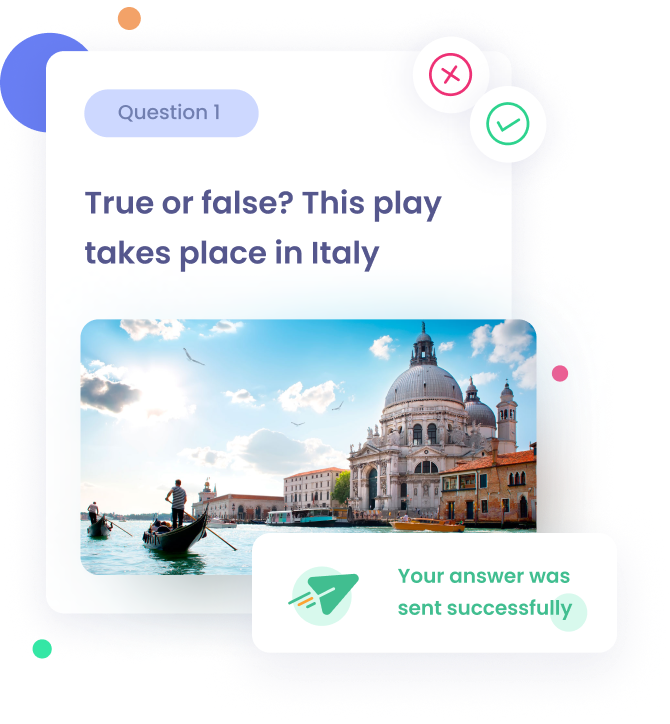 Question 1
True or false? This play
takes place in Italy
Your answer was
sent successfully